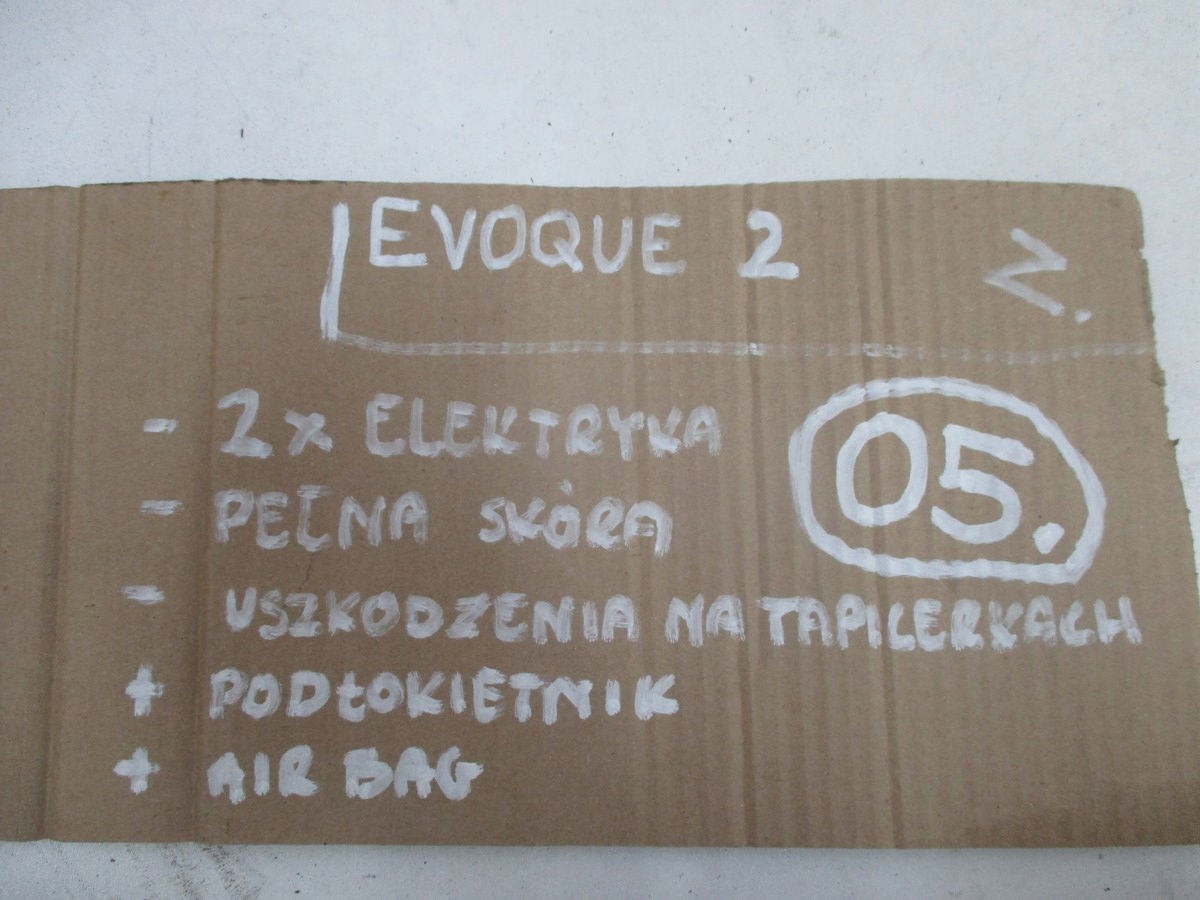 EVOQUE 2
Z.
05.
- 2x ELEKTRYKA
- PEŁNA SKÓRA
- USZKODZENIA NA TAPICERKACH
+ PODŁOKIETNIK
+ AIR BAG